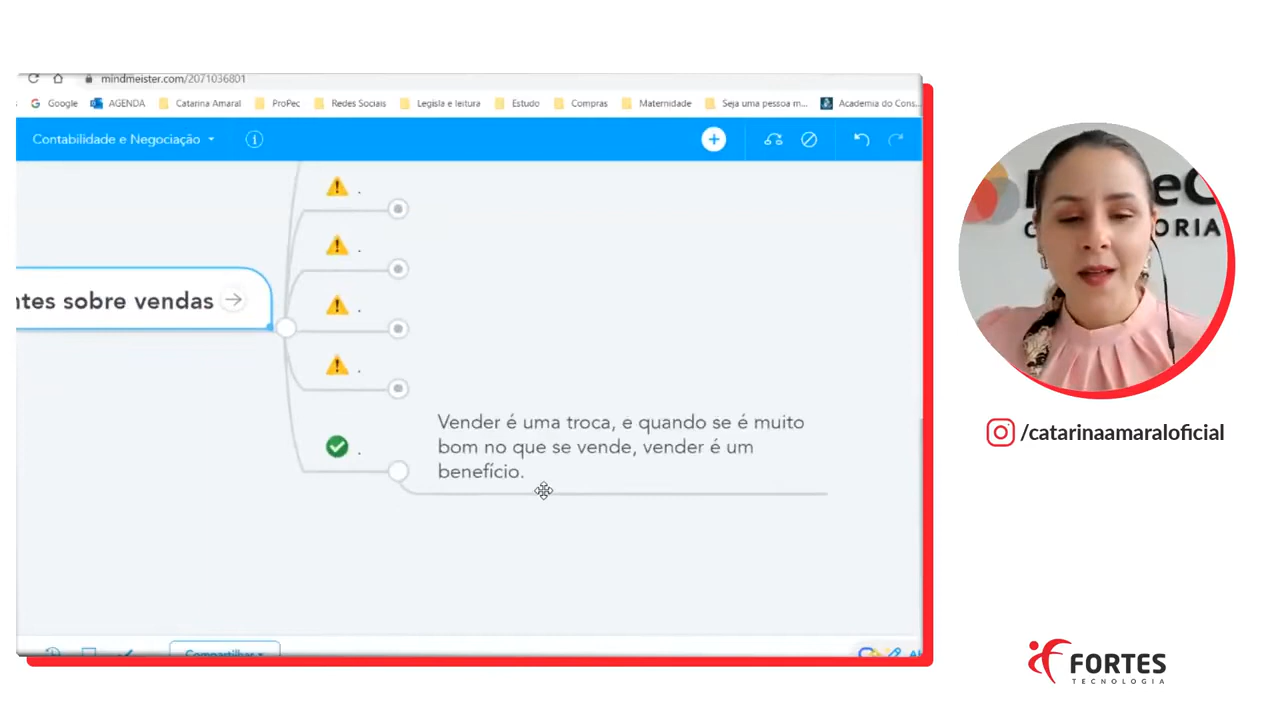 mindmeister.com/2071036801
Google AGENDA Catarina Amaral ProPec Redes Sociais Legisla e leitura Estudo Compras Maternidade Seja uma pessoa m... Academia do Cons...
Contabilidade e Negociação
ntes sobre vendas
.
.
.
.
.
Vender é uma troca, e quando se é muito
bom no que se vende, vender é um
benefício.
Compartilhar
/catarinaamaraloficial
FORTES
TECNOLOGIA